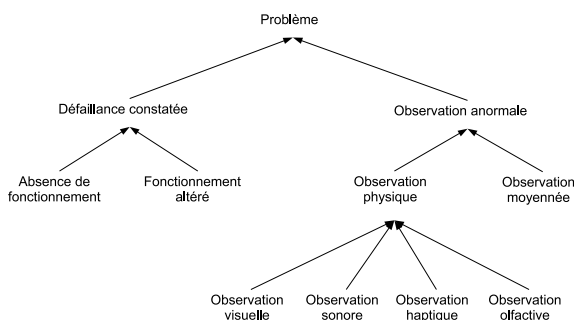 Problème
Défaillance constatée
Observation anormale
Absence de
fonctionnement
Fonctionnement
altéré
Observation
physique
Observation
moyennée
Observation
visuelle
Observation
sonore
Observation
haptique
Observation
olfactive